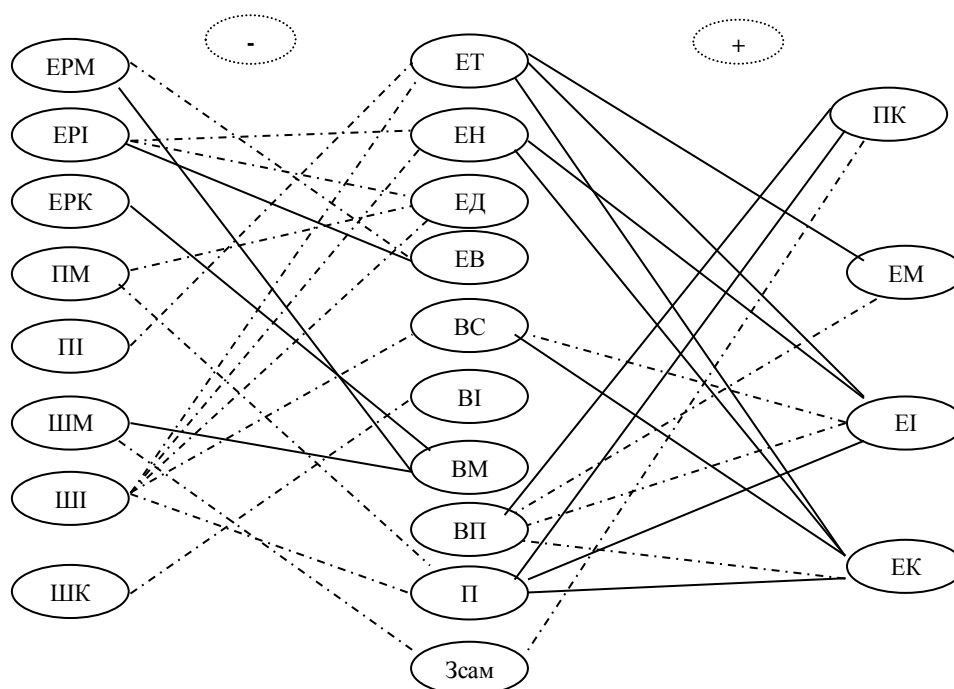 -
+
ЕРМ
ЕРІ
ЕРК
ПМ
ПІ
ШМ
ШІ
ШК
ЕТ
ЕН
ЕД
ЕВ
ВС
ВІ
ВМ
ВП
П
Зсам
ПК
ЕМ
ЕІ
ЕК